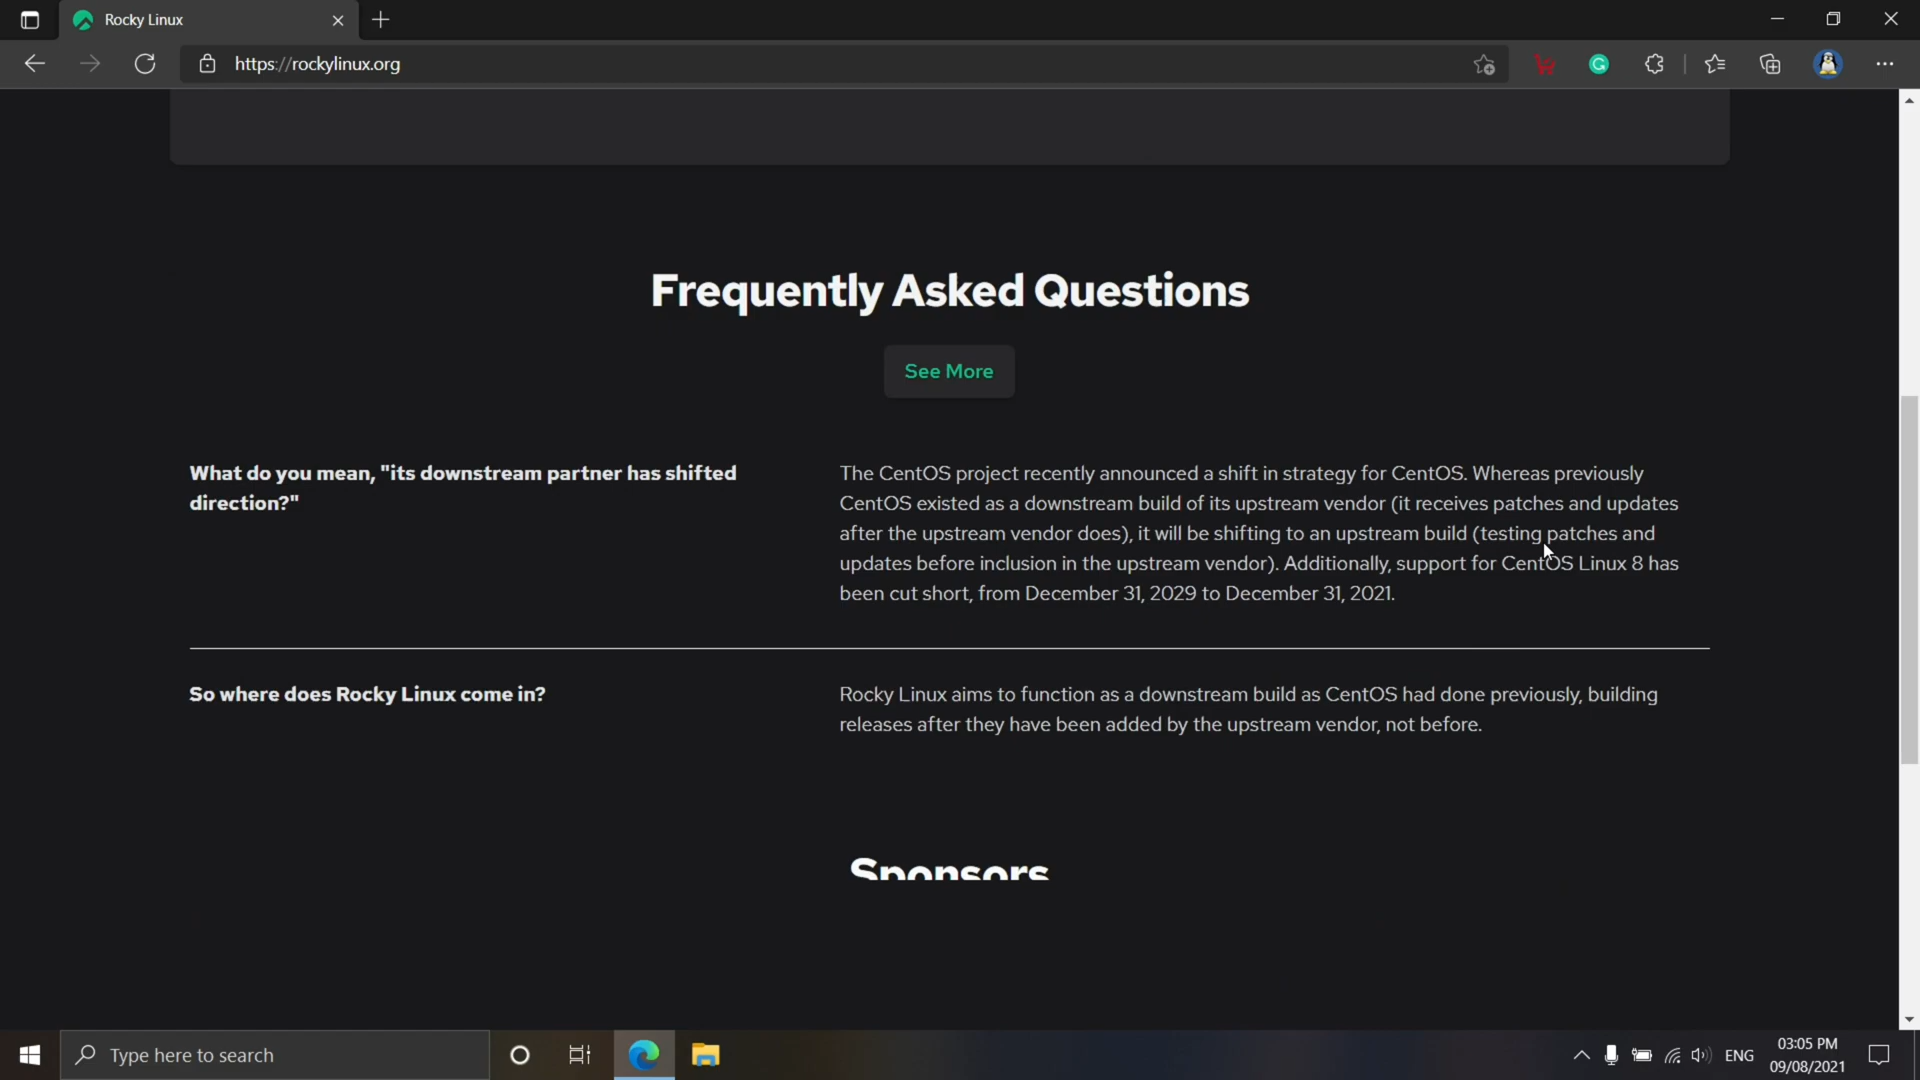 Rocky Linux
https://rockylinux.org
Frequently Asked Questions
See More
What do you mean, "its downstream partner has shifted
direction?"
The CentOS project recently announced a shift in strategy for CentOS. Whereas previously
CentOS existed as a downstream build of its upstream vendor (it receives patches and updates
after the upstream vendor does), it will be shifting to an upstream build (testing patches and
updates before inclusion in the upstream vendor). Additionally, support for CentOS Linux 8 has
been cut short, from December 31, 2029 to December 31, 2021.
So where does Rocky Linux come in?
Rocky Linux aims to function as a downstream build as CentOS had done previously, building
releases after they have been added by the upstream vendor, not before.
Sponsors
Type here to search
ENG
03:05 PM
09/08/2021